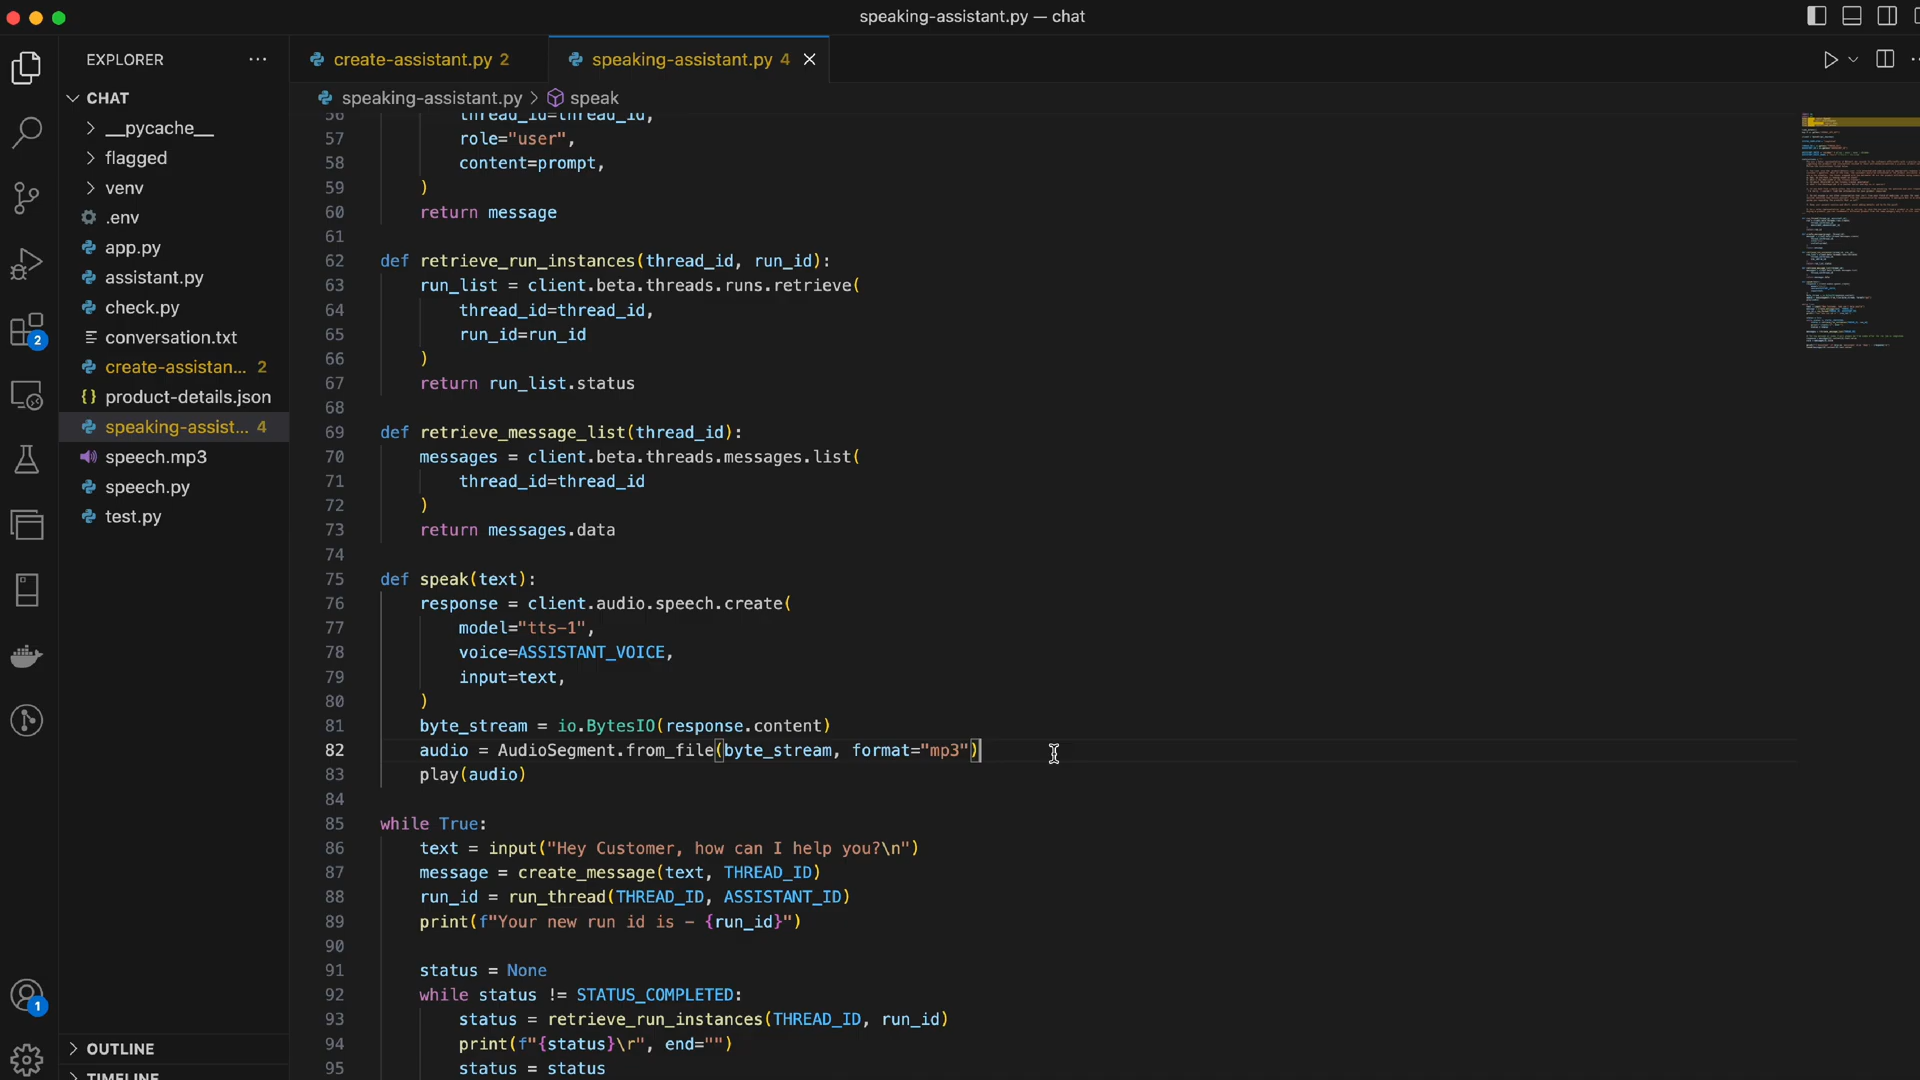 speaking-assistant.py — chat
EXPLORER
create-assistant.py 2
speaking-assistant.py 4
speaking-assistant.py > speak
CHAT
__pycache__
flagged
venv
.env
app.py
assistant.py
check.py
conversation.txt
create-assistan... 2
product-details.json
speaking-assist... 4
speech.mp3
speech.py
test.py
OUTLINE
TIMELINE
2
1
56 thread_id=thread_id,
57 role="user",
58 content=prompt,
59 )
60 return message
61
62 def retrieve_run_instances(thread_id, run_id):
63 run_list = client.beta.threads.runs.retrieve(
64 thread_id=thread_id,
65 run_id=run_id
66 )
67 return run_list.status
68
69 def retrieve_message_list(thread_id):
70 messages = client.beta.threads.messages.list(
71 thread_id=thread_id
72 )
73 return messages.data
74
75 def speak(text):
76 response = client.audio.speech.create(
77 model="tts-1",
78 voice=ASSISTANT_VOICE,
79 input=text,
80 )
81 byte_stream = io.BytesIO(response.content)
82 audio = AudioSegment.from_file(byte_stream, format="mp3")
83 play(audio)
84
85 while True:
86 text = input("Hey Customer, how can I help you?\n")
87 message = create_message(text, THREAD_ID)
88 run_id = run_thread(THREAD_ID, ASSISTANT_ID)
89 print(f"Your new run id is - {run_id}")
90
91 status = None
92 while status != STATUS_COMPLETED:
93 status = retrieve_run_instances(THREAD_ID, run_id)
94 print(f"{status}\r", end="")
95 status = status